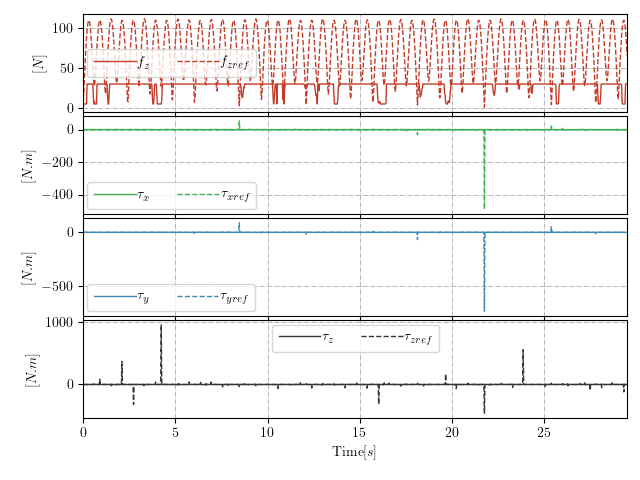 100
50
0
[N]
f_z f_zref
0
−200
−400
[N.m]
τ_x τ_xref
0
−500
[N.m]
τ_y τ_yref
1000
0
[N.m]
τ_z τ_zref
0 5 10 15 20 25
Time[s]